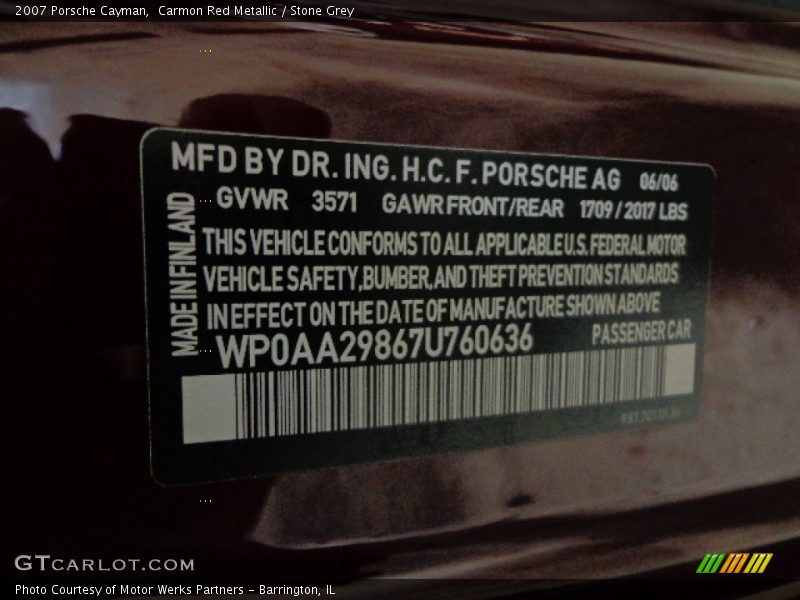 2007 Porsche Cayman,  Carmon Red Metallic / Stone Grey
MFD BY DR. ING. H.C. F. PORSCHE AG 06/06
GVWR 3571 GAWR FRONT/REAR 1709 / 2017 LBS
MADE IN FINLAND
THIS VEHICLE CONFORMS TO ALL APPLICABLE U.S. FEDERAL MOTOR
VEHICLE SAFETY, BUMBER, AND THEFT PREVENTION STANDARDS
IN EFFECT ON THE DATE OF MANUFACTURE SHOWN ABOVE
WP0AA29867U760636 PASSENGER CAR
GTCARLOT.COM
Photo Courtesy of Motor Werks Partners - Barrington, IL